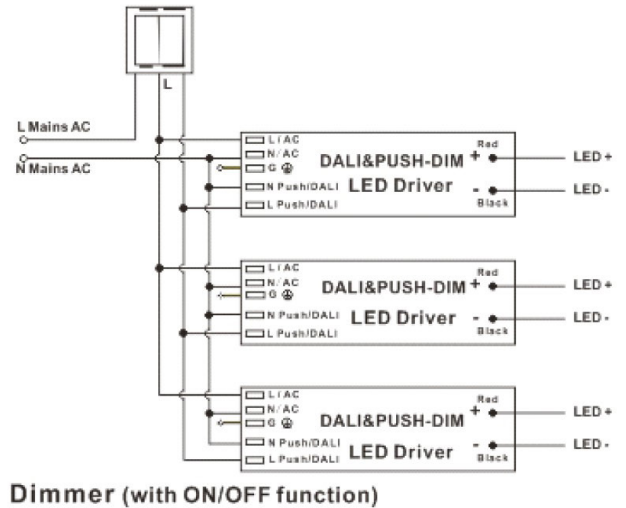 L
L Mains AC
N Mains AC
L/AC
N/AC
G
N Push/DALI
L Push/DALI
DALI&PUSH-DIM
LED Driver
Red
+
-
Black
LED+
LED-
L/AC
N/AC
G
N Push/DALI
L Push/DALI
DALI&PUSH-DIM
LED Driver
Red
+
-
Black
LED+
LED-
L/AC
N/AC
G
N Push/DALI
L Push/DALI
DALI&PUSH-DIM
LED Driver
Red
+
-
Black
LED+
LED-
Dimmer (with ON/OFF function)